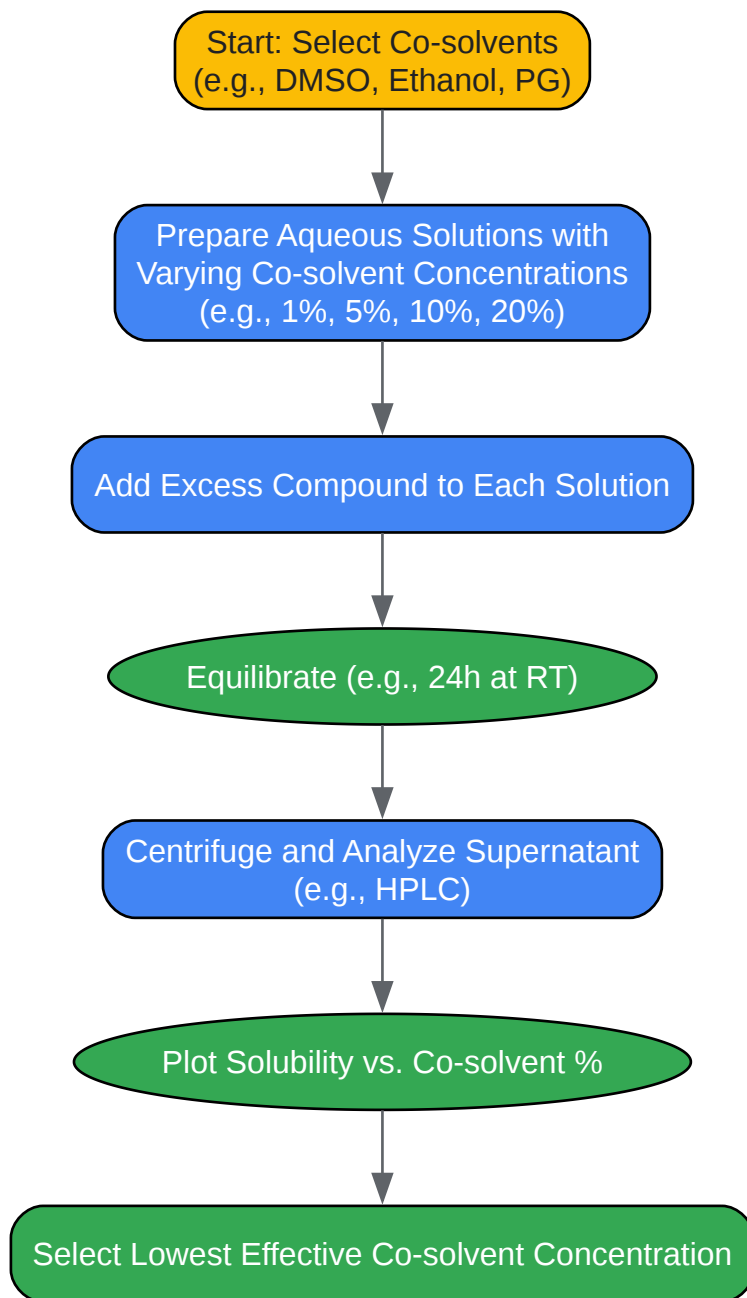 Start: Select Co-solvents
(e.g., DMSO, Ethanol, PG)
Prepare Aqueous Solutions with
Varying Co-solvent Concentrations
(e.g., 1%, 5%, 10%, 20%)
Add Excess Compound to Each Solution
Equilibrate (e.g., 24h at RT)
Centrifuge and Analyze Supernatant
(e.g., HPLC)
Plot Solubility vs. Co-solvent %
Select Lowest Effective Co-solvent Concentration